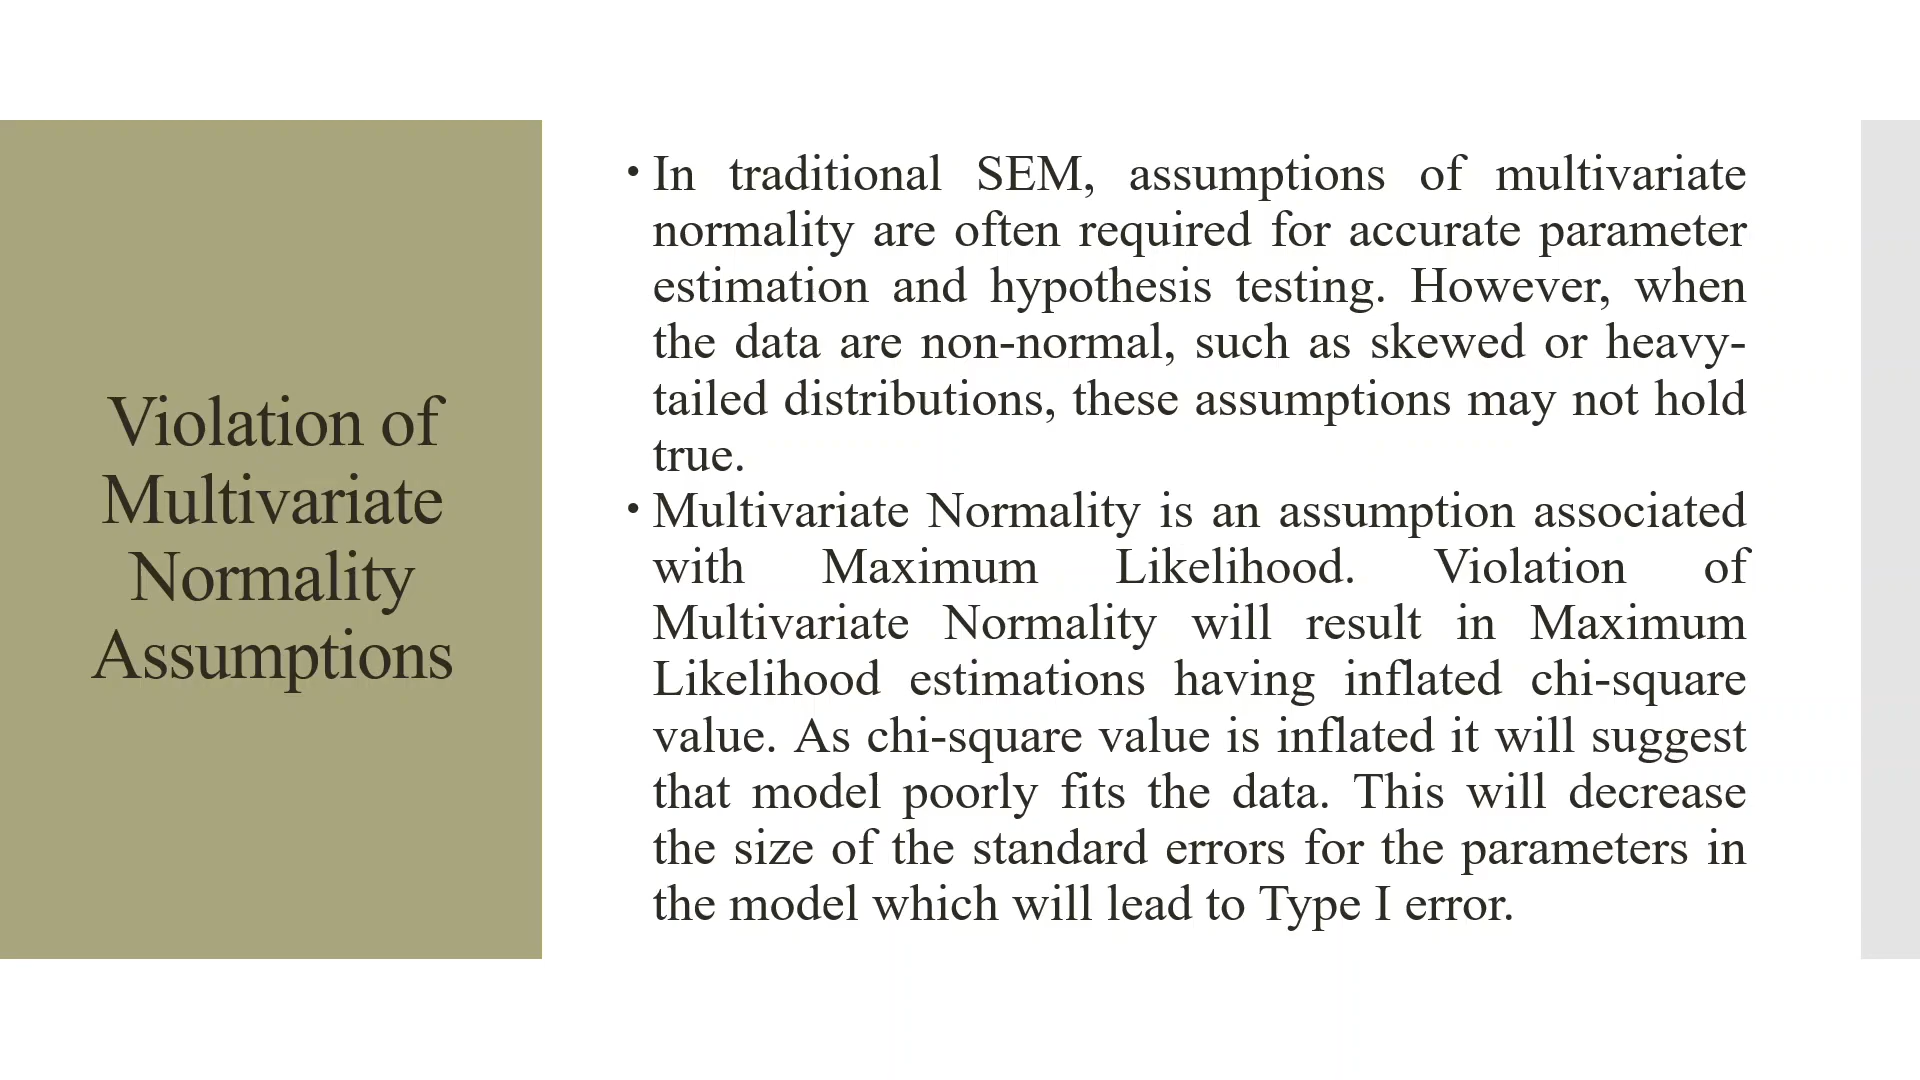 Violation of
Multivariate
Normality
Assumptions
• In traditional SEM, assumptions of multivariate
normality are often required for accurate parameter
estimation and hypothesis testing. However, when
the data are non-normal, such as skewed or heavy-
tailed distributions, these assumptions may not hold
true.
• Multivariate Normality is an assumption associated
with Maximum Likelihood. Violation of
Multivariate Normality will result in Maximum
Likelihood estimations having inflated chi-square
value. As chi-square value is inflated it will suggest
that model poorly fits the data. This will decrease
the size of the standard errors for the parameters in
the model which will lead to Type I error.